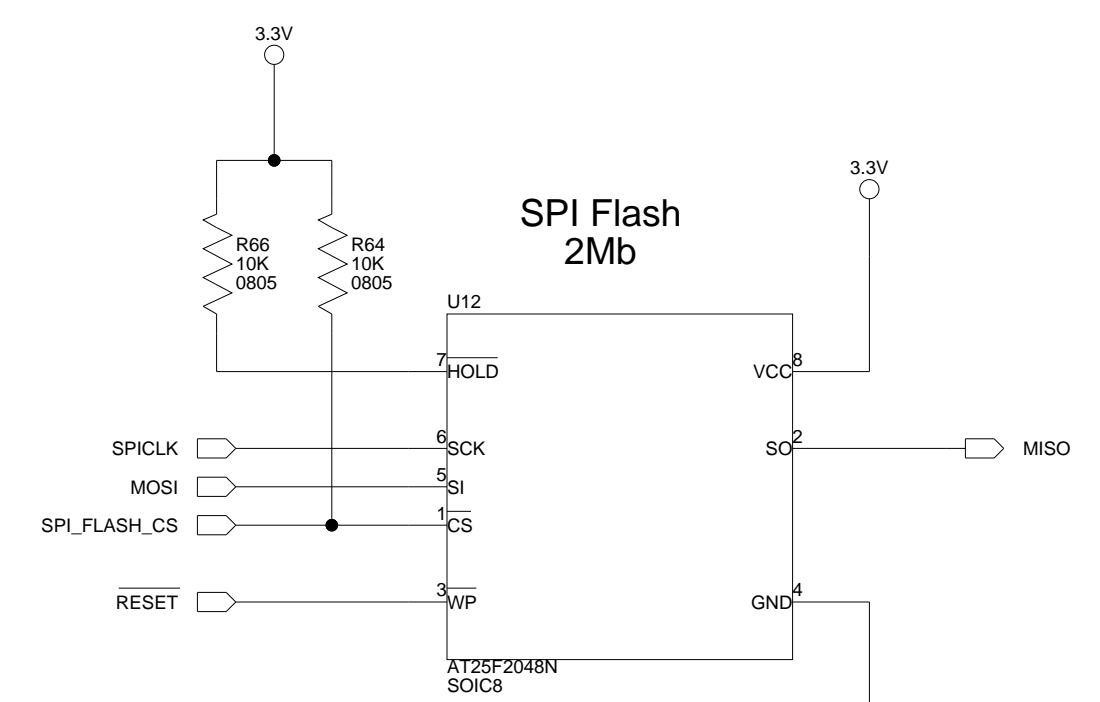 3.3V
3.3V
SPI Flash
2Mb
R66
10K
0805
R64
10K
0805
U12
7
HOLD
8
VCC
SPICLK
6
SCK
2
SO
MISO
MOSI
5
SI
SPI_FLASH_CS
1
CS
RESET
3
WP
4
GND
AT25F2048N
SOIC8